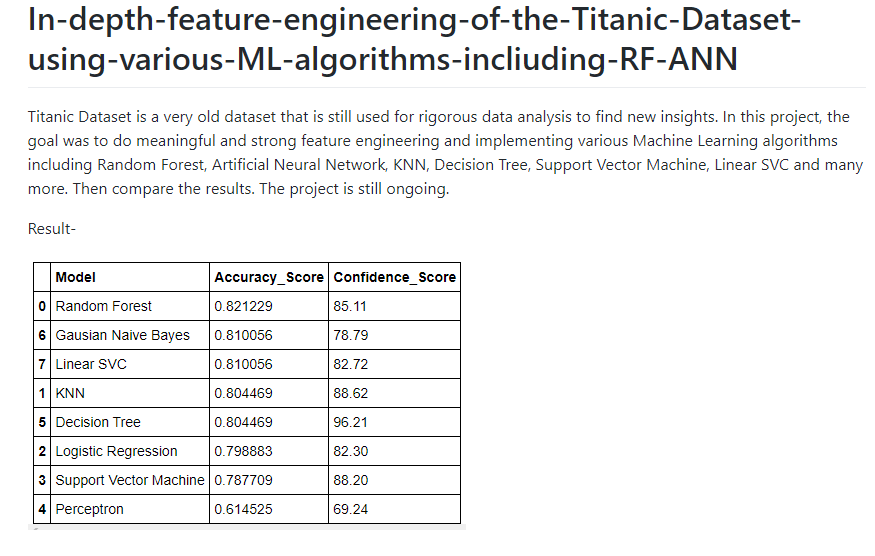 In-depth-feature-engineering-of-the-Titanic-Dataset-
using-various-ML-algorithms-incliuding-RF-ANN
Titanic Dataset is a very old dataset that is still used for rigorous data analysis to find new insights. In this project, the
goal was to do meaningful and strong feature engineering and implementing various Machine Learning algorithms
including Random Forest, Artificial Neural Network, KNN, Decision Tree, Support Vector Machine, Linear SVC and many
more. Then compare the results. The project is still ongoing.
Result-
Model Accuracy_Score Confidence_Score
0 Random Forest 0.821229 85.11
6 Gausian Naive Bayes 0.810056 78.79
7 Linear SVC 0.810056 82.72
1 KNN 0.804469 88.62
5 Decision Tree 0.804469 96.21
2 Logistic Regression 0.798883 82.30
3 Support Vector Machine 0.787709 88.20
4 Perceptron 0.614525 69.24